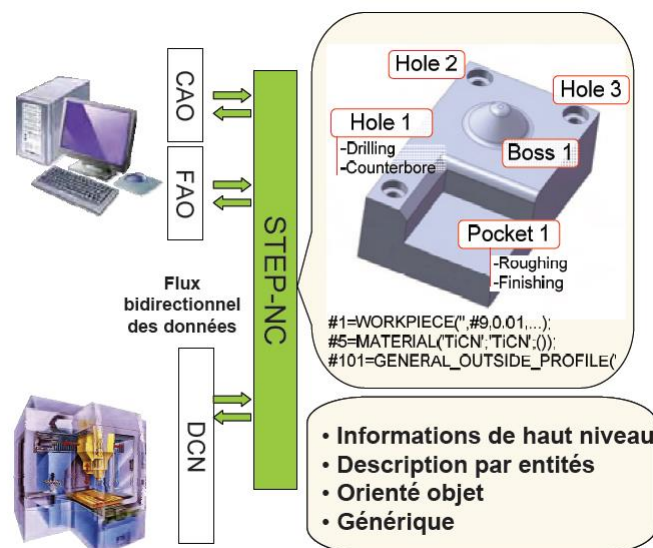 CAO
FAO
Flux
bidirectionnel
des données
DCN
STEP-NC
Hole 2
Hole 3
Hole 1
-Drilling
-Counterbore
Boss 1
Pocket 1
-Roughing
-Finishing
#1=WORKPIECE('',#9,0.01,...);
#5=MATERIAL('TiCN';'TiCN';());
#101=GENERAL_OUTSIDE_PROFILE('
• Informations de haut niveau
• Description par entités
• Orienté objet
• Générique